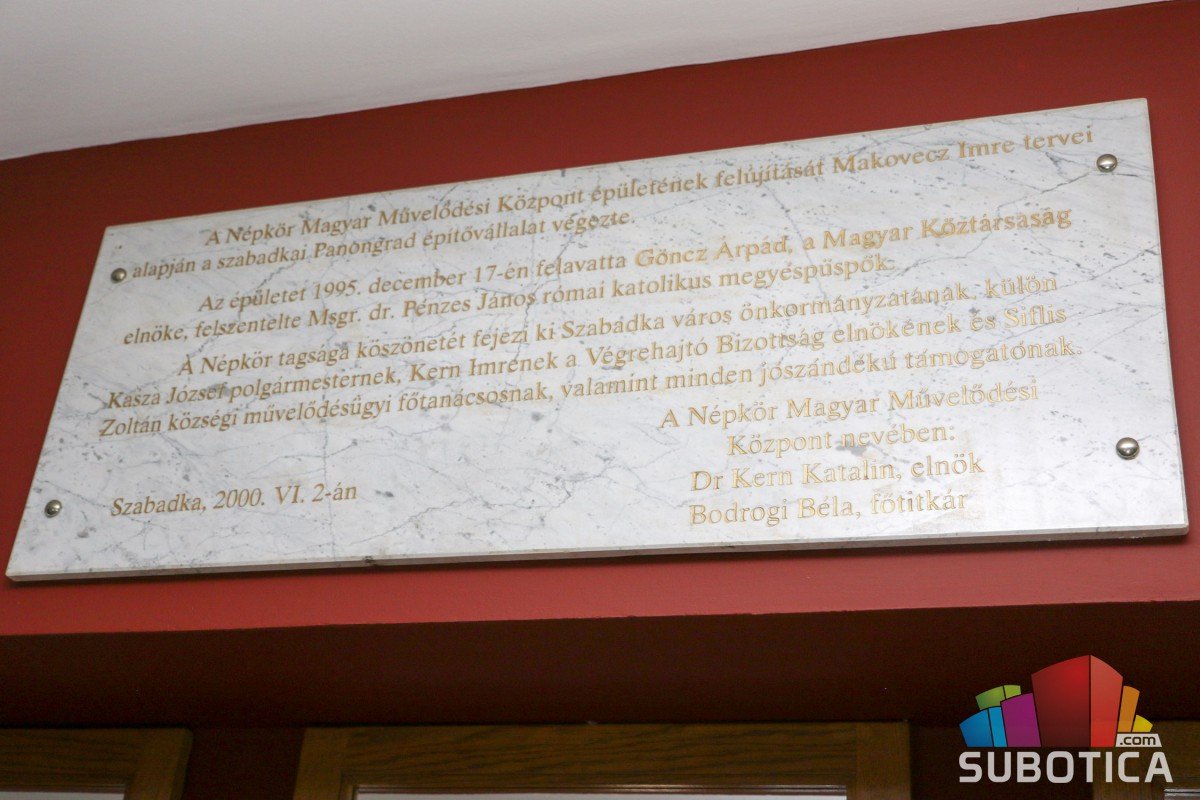 A Népkör Magyar Művelődési Központ épületének felújítását Makovecz Imre tervei
alapján a szabadkai Panongrad építővállalat végezte.
Az épületet 1995. december 17-én felavatta Göncz Árpád, a Magyar Köztársaság
elnöke, felszentelte Msgr. dr. Pénzes János római katolikus megyéspüspök.
A Népkör tagsága köszönetét fejezi ki Szabadka város önkormányzatának, külön
Kasza József polgármesternek, Kern Imrének a Végrehajtó Bizottság elnökének és Siflis
Zoltán községi művelődésügyi főtanácsosnak, valamint minden jószándékú támogatónak.
A Népkör Magyar Művelődési
Központ nevében:
Dr Kern Katalin, elnök
Bodrogi Béla, főtitkár
Szabadka, 2000. VI. 2-án
.com
SUBOTICA